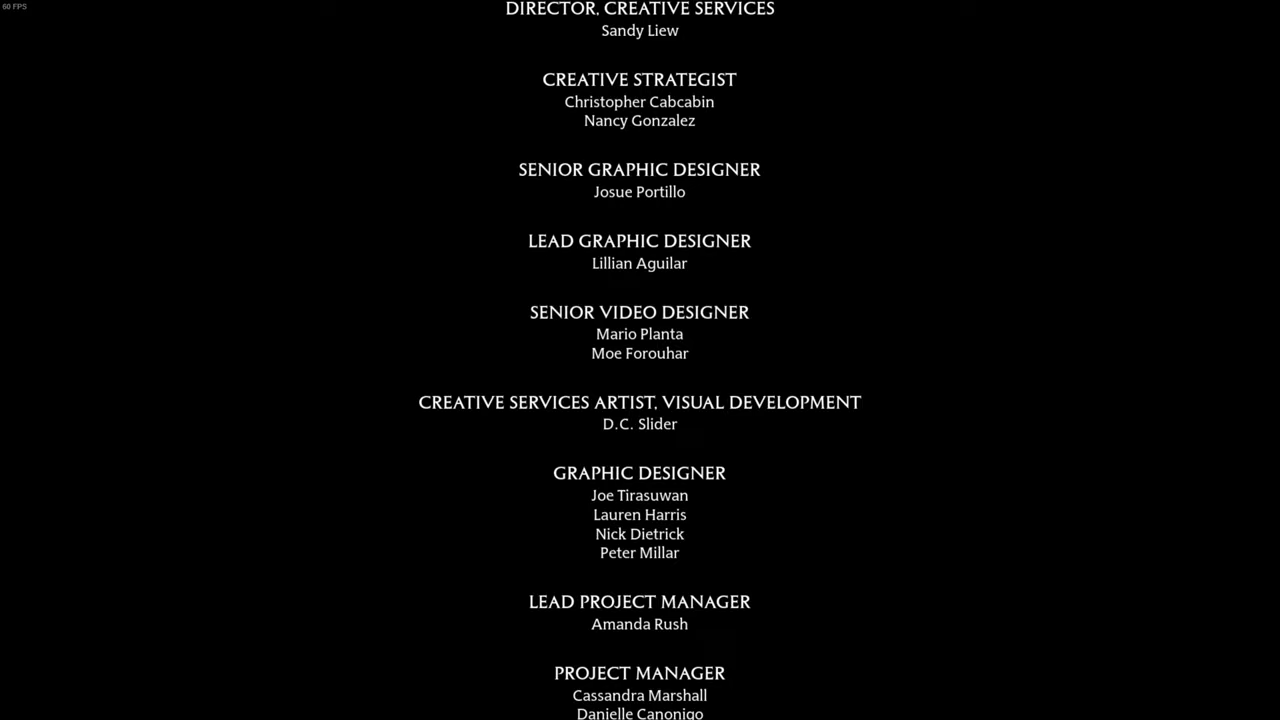 60 FPS
DIRECTOR, CREATIVE SERVICES
Sandy Liew
CREATIVE STRATEGIST
Christopher Cabcabin
Nancy Gonzalez
SENIOR GRAPHIC DESIGNER
Josue Portillo
LEAD GRAPHIC DESIGNER
Lillian Aguilar
SENIOR VIDEO DESIGNER
Mario Planta
Moe Forouhar
CREATIVE SERVICES ARTIST, VISUAL DEVELOPMENT
D.C. Slider
GRAPHIC DESIGNER
Joe Tirasuwan
Lauren Harris
Nick Dietrick
Peter Millar
LEAD PROJECT MANAGER
Amanda Rush
PROJECT MANAGER
Cassandra Marshall
Danielle Canonigo